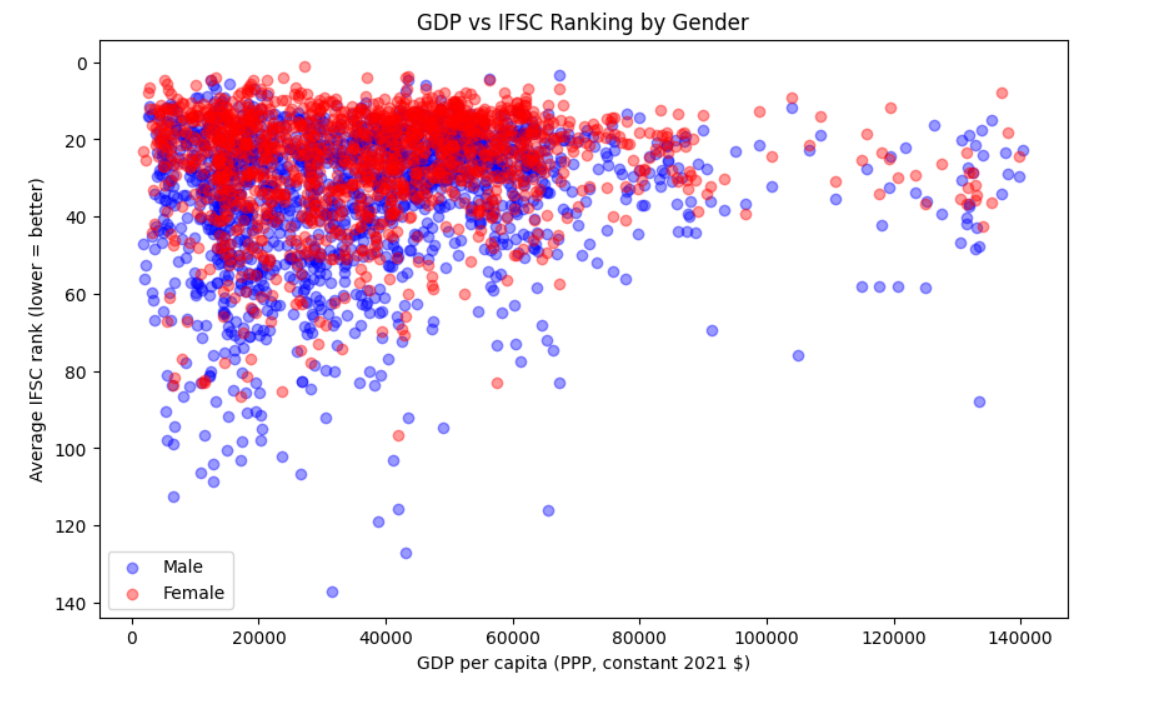 GDP vs IFSC Ranking by Gender
Average IFSC rank (lower = better)
0
20
40
60
80
100
120
140
Male
Female
0 20000 40000 60000 80000 100000 120000 140000
GDP per capita (PPP, constant 2021 $)